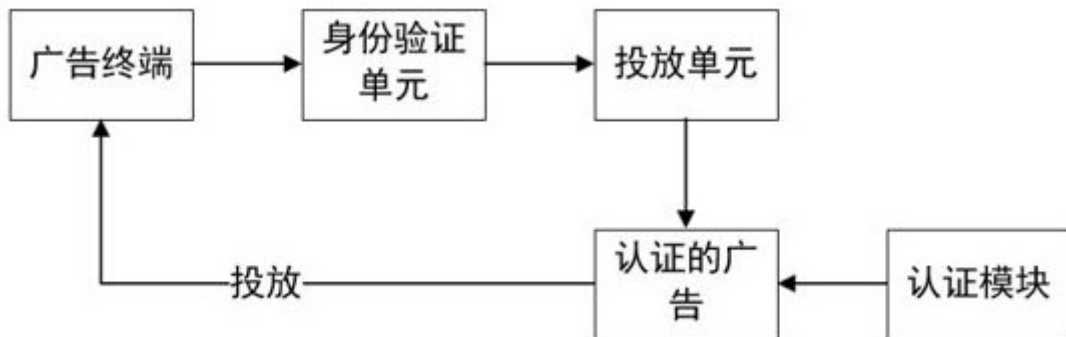 广告终端
身份验证
单元
投放单元
投放
认证的广
告
认证模块